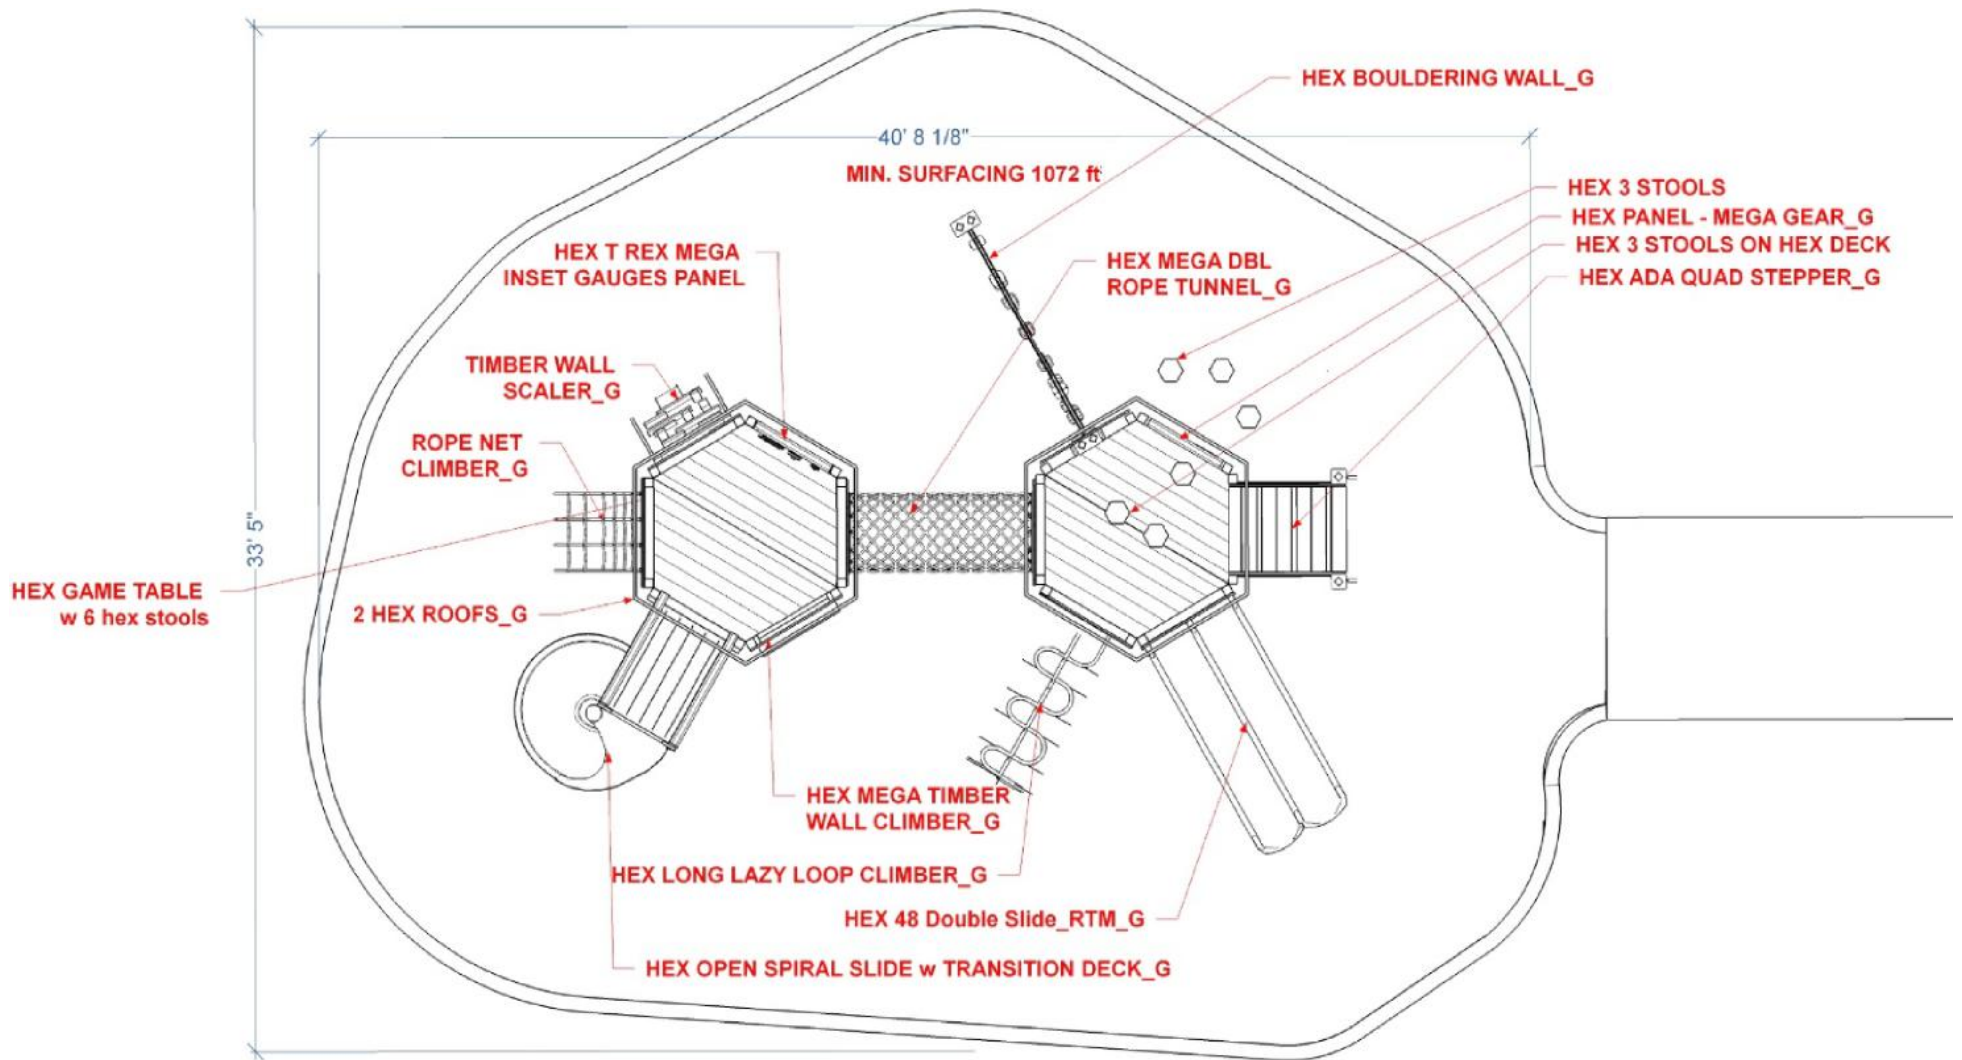 HEX BOULDERING WALL_G
40' 8 1/8"
MIN. SURFACING 1072 ft
HEX 3 STOOLS
HEX PANEL - MEGA GEAR_G
HEX 3 STOOLS ON HEX DECK
HEX ADA QUAD STEPPER_G
HEX T REX MEGA
INSET GAUGES PANEL
HEX MEGA DBL
ROPE TUNNEL_G
TIMBER WALL
SCALER_G
ROPE NET
CLIMBER_G
33' 5"
HEX GAME TABLE
w 6 hex stools
2 HEX ROOFS_G
HEX MEGA TIMBER
WALL CLIMBER_G
HEX LONG LAZY LOOP CLIMBER_G
HEX 48 Double Slide_RTM_G
HEX OPEN SPIRAL SLIDE w TRANSITION DECK_G